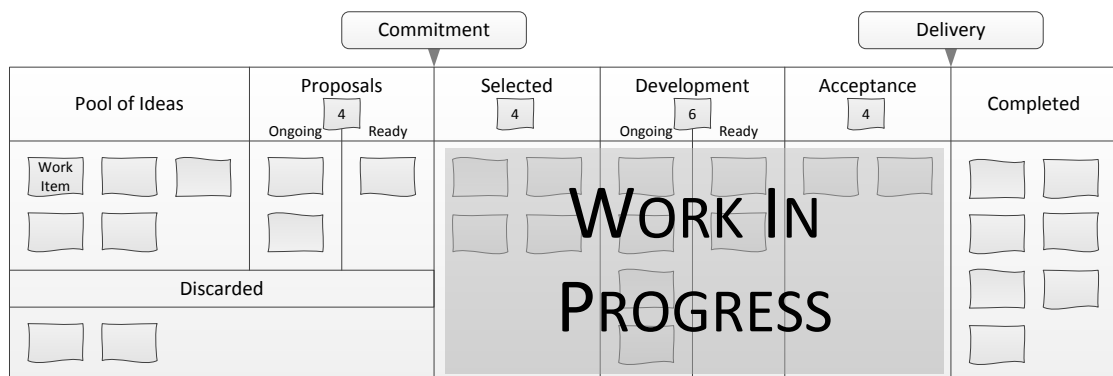 Commitment
Delivery
Pool of Ideas
Proposals
4
Ongoing
Ready
Selected
4
Development
6
Ongoing
Ready
Acceptance
4
Completed
Work
Item
WORK IN
PROGRESS
Discarded